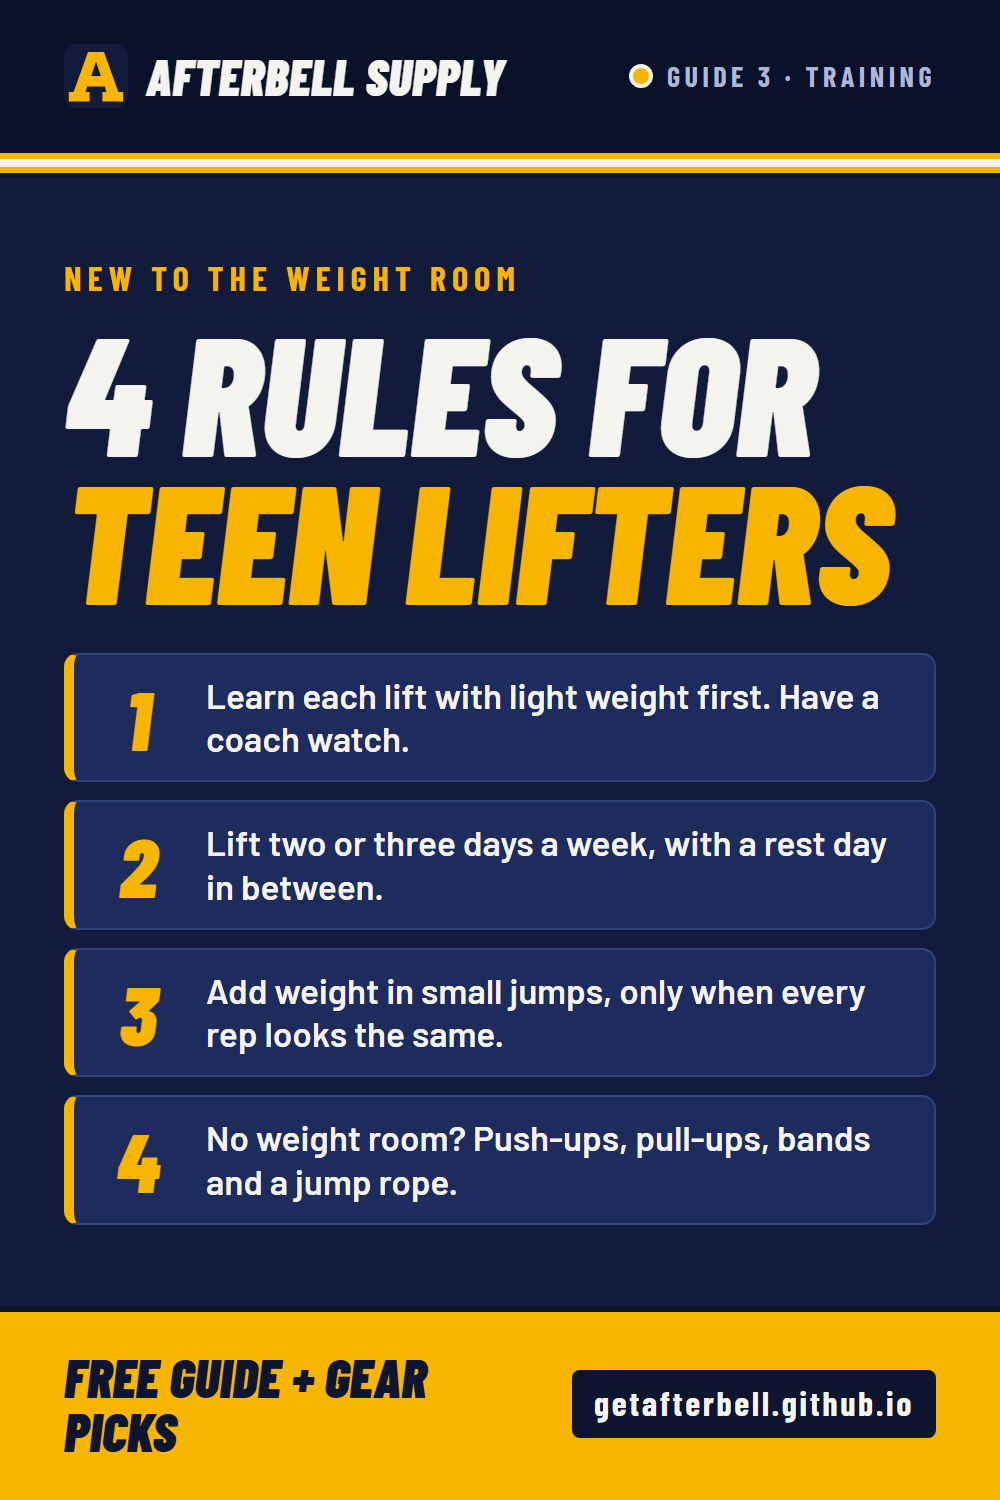 A AFTERBELL SUPPLY
GUIDE 3 · TRAINING
NEW TO THE WEIGHT ROOM
4 RULES FOR
TEEN LIFTERS
1
Learn each lift with light weight first. Have a
coach watch.
2
Lift two or three days a week, with a rest day
in between.
3
Add weight in small jumps, only when every
rep looks the same.
4
No weight room? Push-ups, pull-ups, bands
and a jump rope.
FREE GUIDE + GEAR
PICKS
getafterbell.github.io